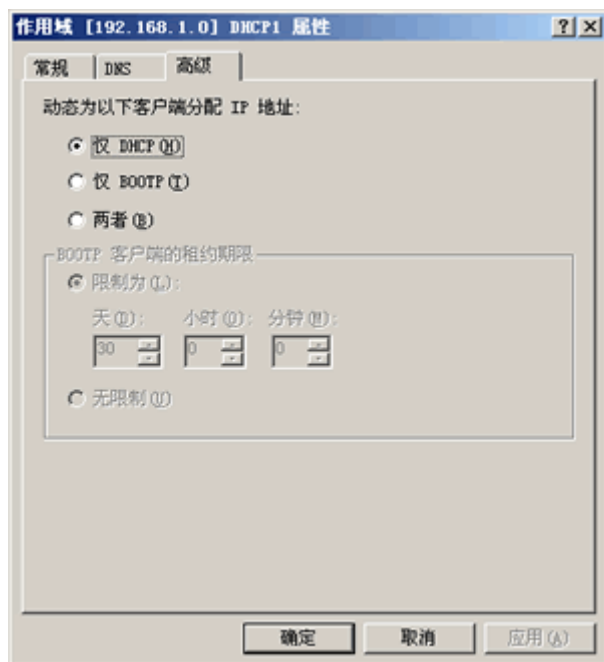 作用域 [192.168.1.0] DHCP1 属性
常规 DNS 高级
动态为以下客户端分配 IP 地址:
仅 DHCP(H)
仅 BOOTP(T)
两者(B)
BOOTP 客户端的租约期限
限制为(L):
天(D): 小时(O): 分钟(M):
30 0 0
无限制(U)
确定 取消 应用(A)